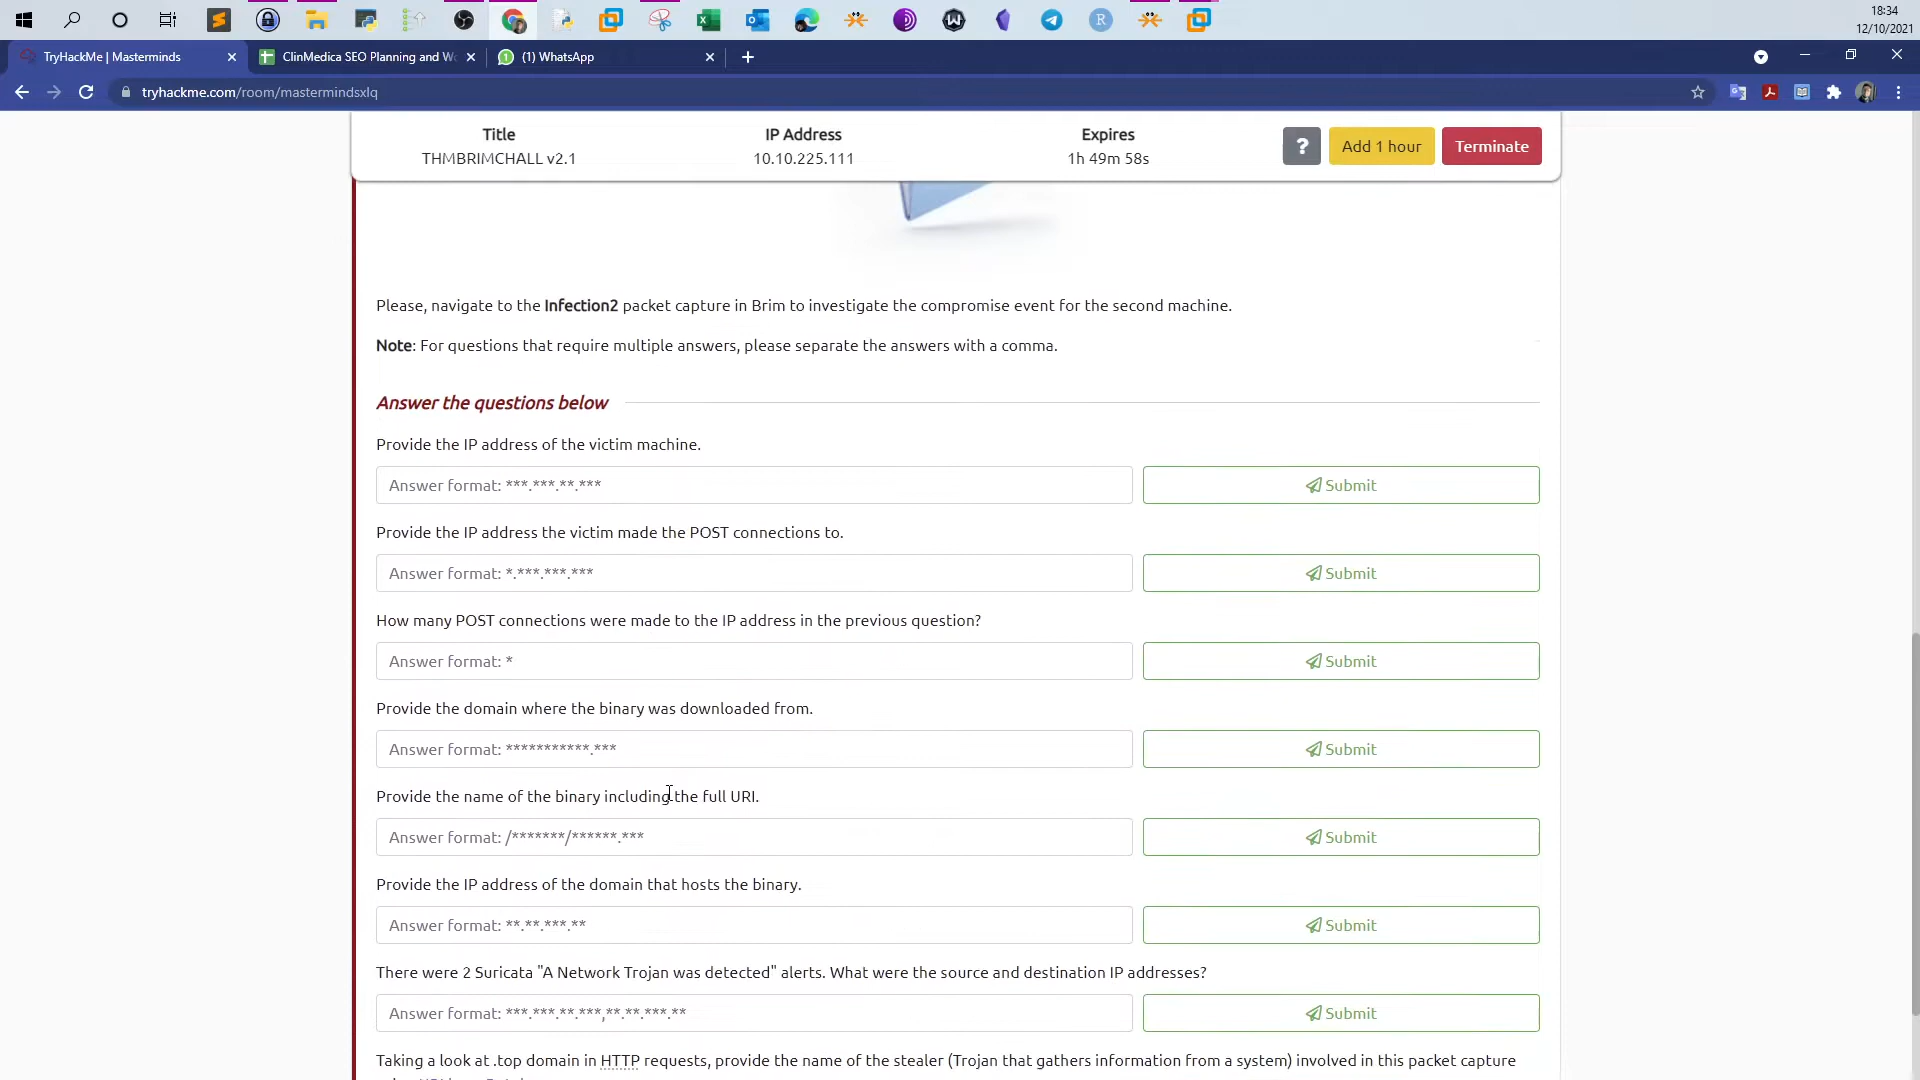 18:34
12/10/2021
TryHackMe | Masterminds
ClinMedica SEO Planning and Wo
(1) WhatsApp
tryhackme.com/room/mastermindsxlq
Title
THMBRIMCHALL v2.1
IP Address
10.10.225.111
Expires
1h 49m 58s
?
Add 1 hour
Terminate
Please, navigate to the Infection2 packet capture in Brim to investigate the compromise event for the second machine.
Note: For questions that require multiple answers, please separate the answers with a comma.
Answer the questions below
Provide the IP address of the victim machine.
Answer format: ***.***.**.***
Submit
Provide the IP address the victim made the POST connections to.
Answer format: *.***.***.***
Submit
How many POST connections were made to the IP address in the previous question?
Answer format: *
Submit
Provide the domain where the binary was downloaded from.
Answer format: ***********.***
Submit
Provide the name of the binary including the full URI.
Answer format: /*******/******.***
Submit
Provide the IP address of the domain that hosts the binary.
Answer format: **.**.***.**
Submit
There were 2 Suricata "A Network Trojan was detected" alerts. What were the source and destination IP addresses?
Answer format: ***.***.**.***,**.**.***.**
Submit
Taking a look at .top domain in HTTP requests, provide the name of the stealer (Trojan that gathers information from a system) involved in this packet capture